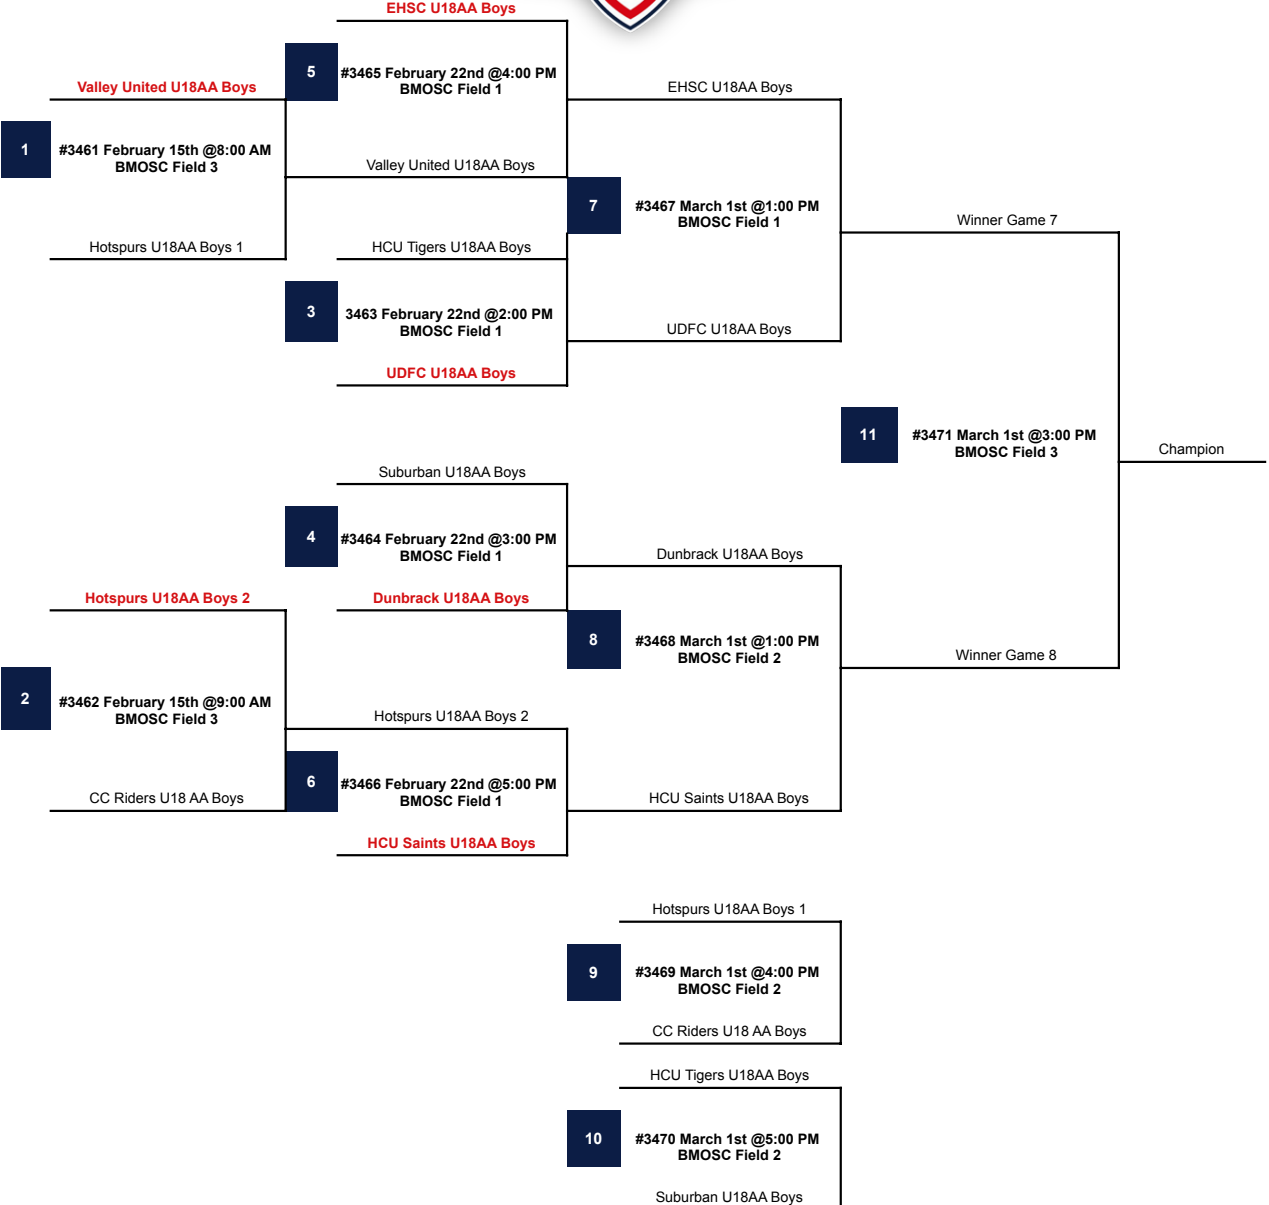 EHSC U18AA Boys
5
#3465 February 22nd @4:00 PM
BMOSC Field 1
Valley United U18AA Boys
EHSC U18AA Boys
1
#3461 February 15th @8:00 AM
BMOSC Field 3
Valley United U18AA Boys
7
#3467 March 1st @1:00 PM
BMOSC Field 1
Winner Game 7
Hotspurs U18AA Boys 1
HCU Tigers U18AA Boys
3
3463 February 22nd @2:00 PM
BMOSC Field 1
UDFC U18AA Boys
UDFC U18AA Boys
11
#3471 March 1st @3:00 PM
BMOSC Field 3
Champion
Suburban U18AA Boys
4
#3464 February 22nd @3:00 PM
BMOSC Field 1
Dunbrack U18AA Boys
Hotspurs U18AA Boys 2
Dunbrack U18AA Boys
8
#3468 March 1st @1:00 PM
BMOSC Field 2
Winner Game 8
2
#3462 February 15th @9:00 AM
BMOSC Field 3
Hotspurs U18AA Boys 2
6
#3466 February 22nd @5:00 PM
BMOSC Field 1
CC Riders U18 AA Boys
HCU Saints U18AA Boys
HCU Saints U18AA Boys
Hotspurs U18AA Boys 1
9
#3469 March 1st @4:00 PM
BMOSC Field 2
CC Riders U18 AA Boys
HCU Tigers U18AA Boys
10
#3470 March 1st @5:00 PM
BMOSC Field 2
Suburban U18AA Boys